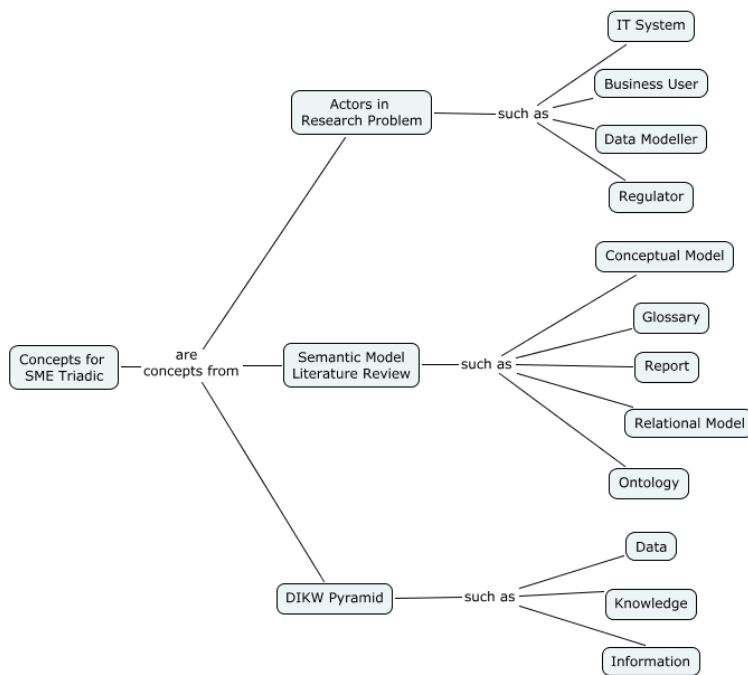 IT System
Business User
Actors in
Research Problem
such as
Data Modeller
Regulator
Conceptual Model
Glossary
Concepts for
SME Triadic
are
concepts from
Semantic Model
Literature Review
such as
Report
Relational Model
Ontology
Data
DIKW Pyramid
such as
Knowledge
Information